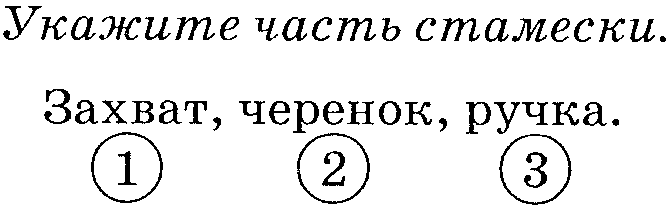 Укажите часть стамески.
Захват, черенок, ручка.
1 2 3